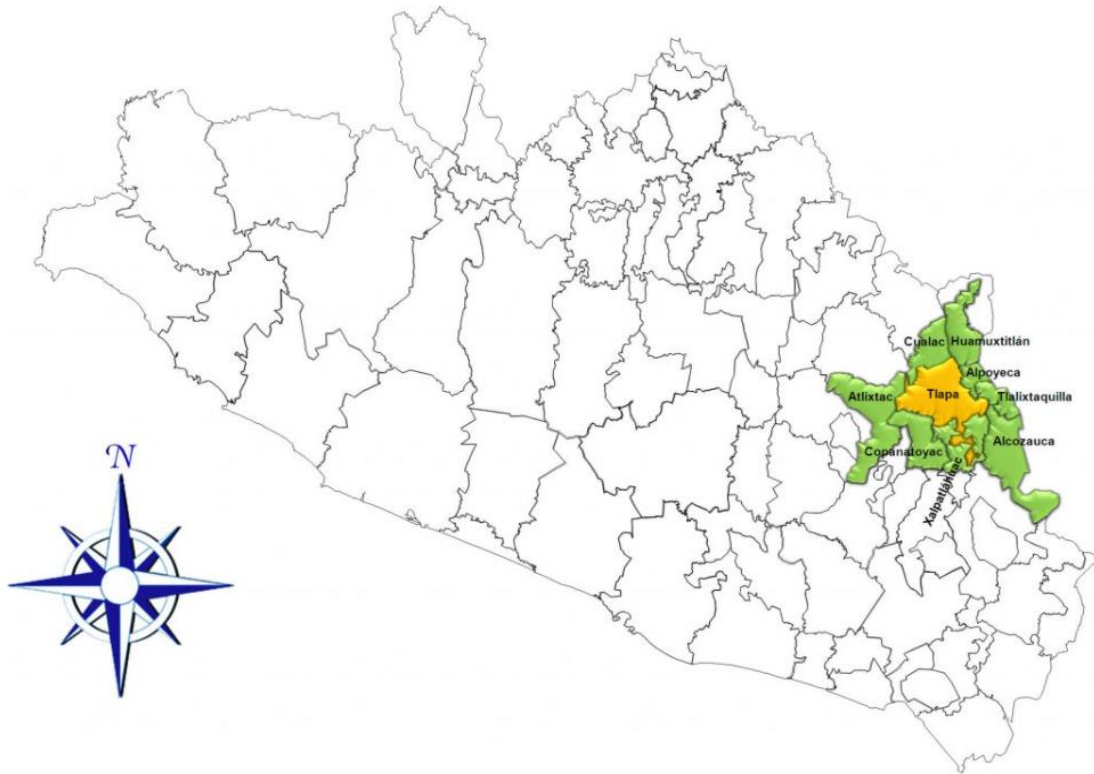 Cualac
Huamuxtitlán
Alpoyeca
Atlixtac
Tlapa
Tlalixtaquilla
Alcozauca
Copanatoyac
Xalpatláhuac
N